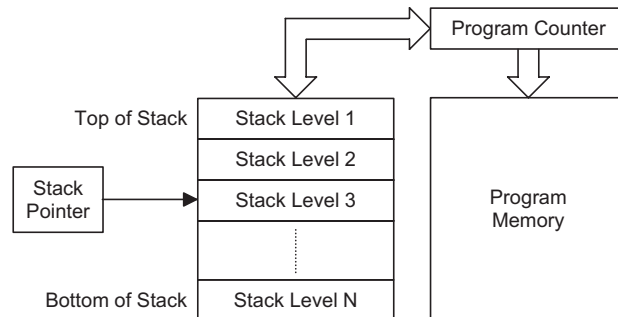 Program Counter
Top of Stack
Stack Level 1
Stack Level 2
Stack
Pointer
Stack Level 3
Program
Memory
Bottom of Stack
Stack Level N